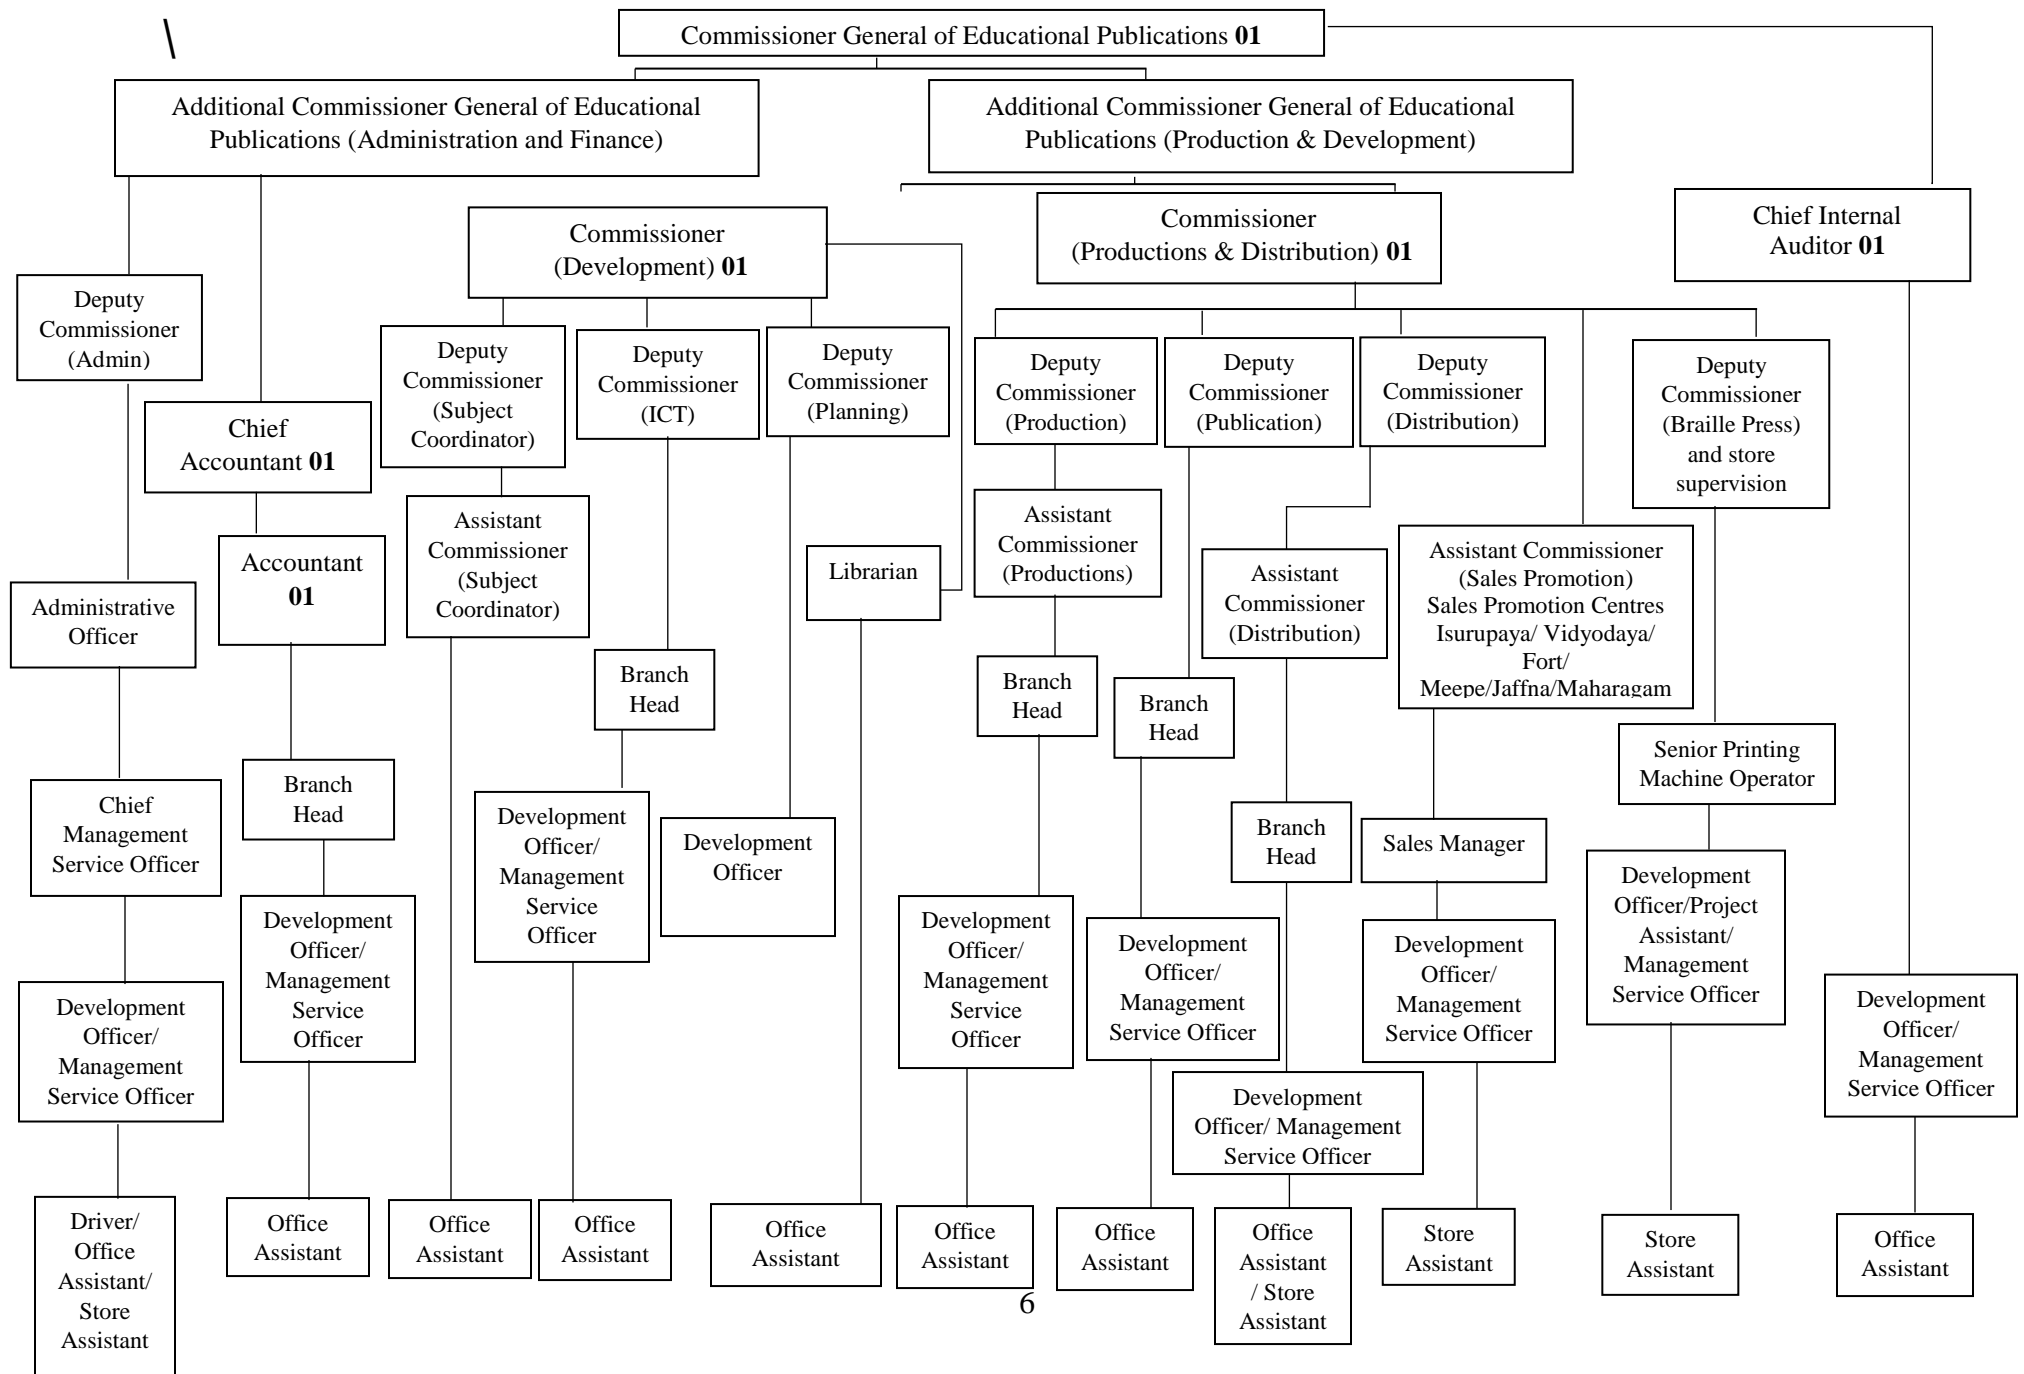 \
Commissioner General of Educational Publications 01
Additional Commissioner General of Educational
Publications (Administration and Finance)
Additional Commissioner General of Educational
Publications (Production & Development)
Commissioner
(Development) 01
Commissioner
(Productions & Distribution) 01
Chief Internal
Auditor 01
Deputy
Commissioner
(Admin)
Chief
Accountant 01
Deputy
Commissioner
(Subject
Coordinator)
Deputy
Commissioner
(ICT)
Deputy
Commissioner
(Planning)
Deputy
Commissioner
(Production)
Deputy
Commissioner
(Publication)
Deputy
Commissioner
(Distribution)
Deputy
Commissioner
(Braille Press)
and store
supervision
Accountant
01
Assistant
Commissioner
(Subject
Coordinator)
Librarian
Assistant
Commissioner
(Productions)
Assistant
Commissioner
(Distribution)
Assistant Commissioner
(Sales Promotion)
Sales Promotion Centres
Isurupaya/ Vidyodaya/
Fort/
Meepe/Jaffna/Maharagam
Administrative
Officer
Branch
Head
Branch
Head
Branch
Head
Senior Printing
Machine Operator
Chief
Management
Service Officer
Branch
Head
Development
Officer/
Management
Service
Officer
Development
Officer
Branch
Head
Sales Manager
Development
Officer/Project
Assistant/
Management
Service Officer
Development
Officer/
Management
Service Officer
Development
Officer/
Management
Service
Officer
Development
Officer/
Management
Service
Officer
Development
Officer/
Management
Service Officer
Development
Officer/ Management
Service Officer
Development
Officer/
Management
Service Officer
Development
Officer/
Management
Service Officer
Driver/
Office
Assistant/
Store
Assistant
Office
Assistant
Office
Assistant
Office
Assistant
Office
Assistant
Office
Assistant
Office
Assistant
Office
Assistant
/ Store
Assistant
Store
Assistant
Store
Assistant
Office
Assistant
6